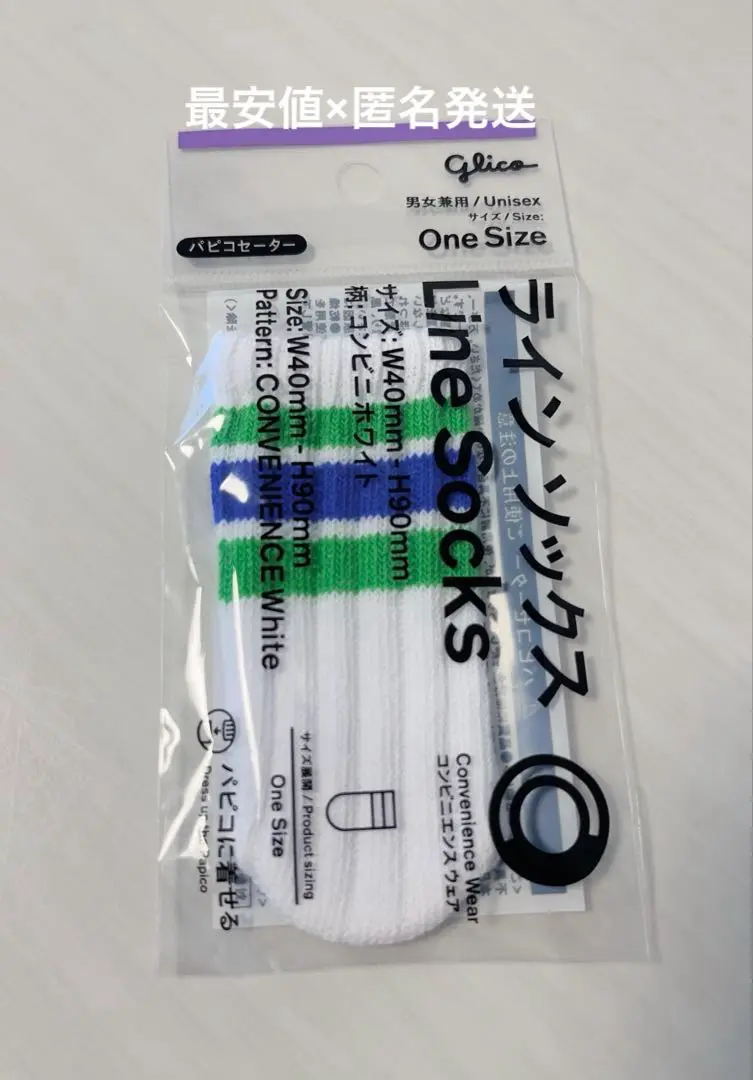 最安値×匿名発送
glico
男女兼用 / Unisex
サイズ / Size:
One Size
パピコセーター
ライン ソックス
Line Socks
サイズ: W40mm - H90mm
柄: コンビニホワイト
Size: W40mm - H90mm
Pattern: CONVENIENCE White
Convenience Wear
コンビニエンス ウェア
サイズ展開 / Product sizing
One Size
パピコに着せる
Dress up the Papico